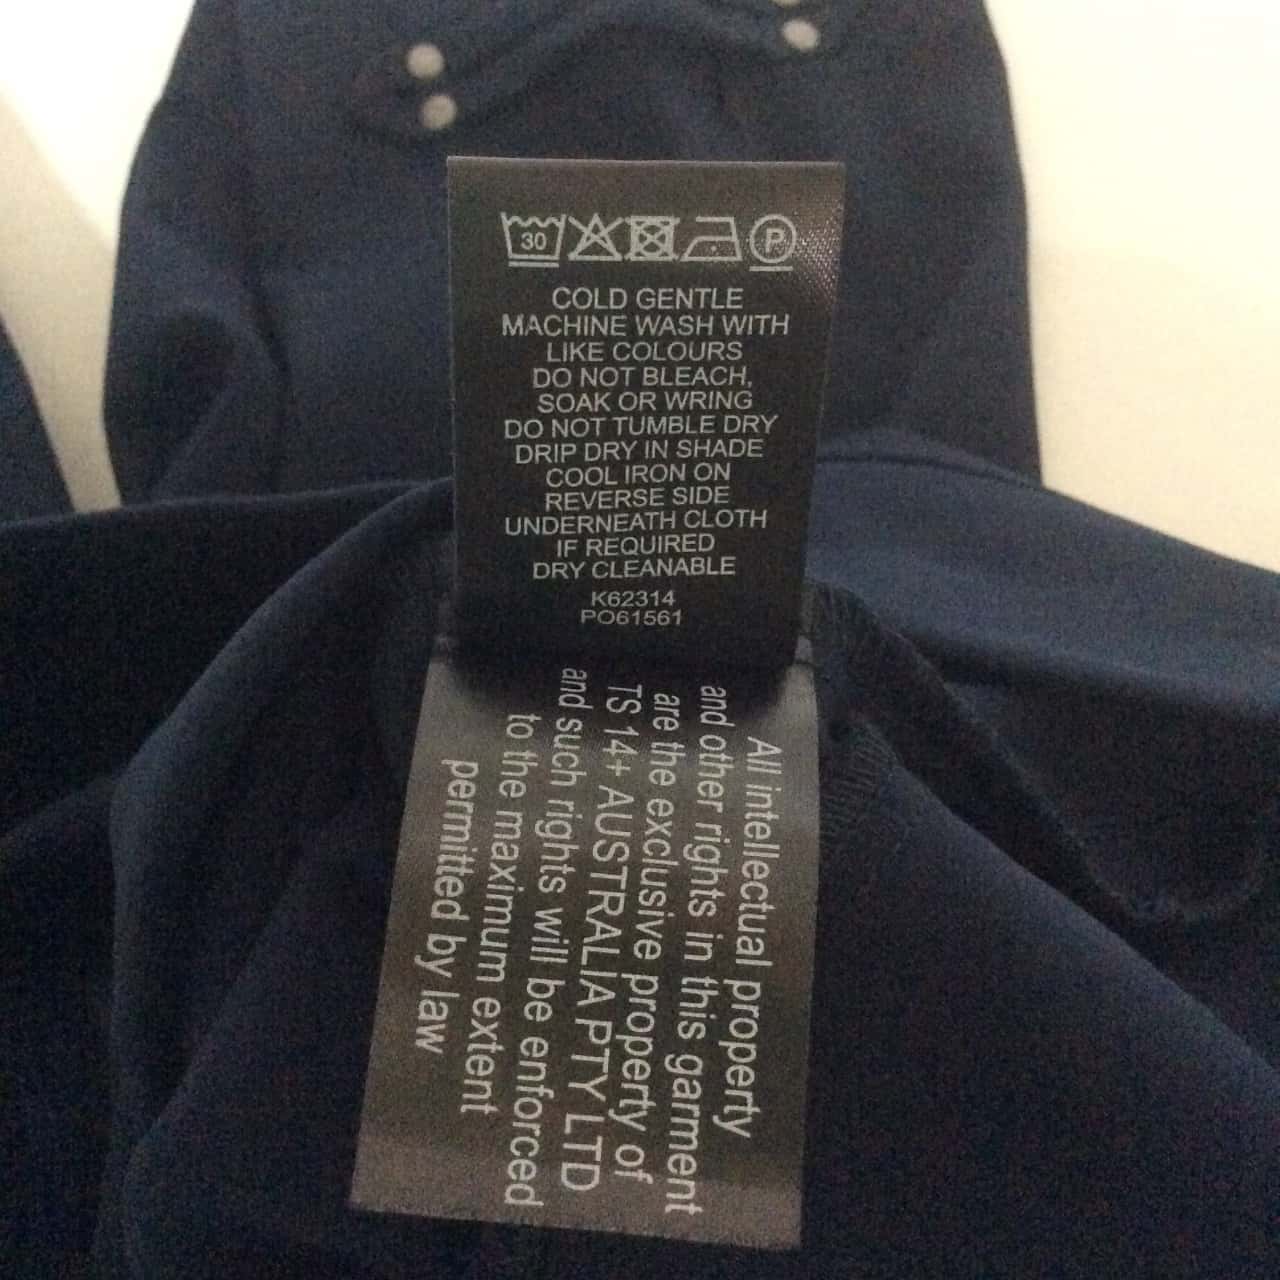 30 P
COLD GENTLE
MACHINE WASH WITH
LIKE COLOURS
DO NOT BLEACH,
SOAK OR WRING
DO NOT TUMBLE DRY
DRIP DRY IN SHADE
COOL IRON ON
REVERSE SIDE
UNDERNEATH CLOTH
IF REQUIRED
DRY CLEANABLE
K62314
PO61561
All intellectual property
and other rights in this garment
are the exclusive property of
TS 14+ AUSTRALIA PTY LTD
and such rights will be enforced
to the maximum extent
permitted by law